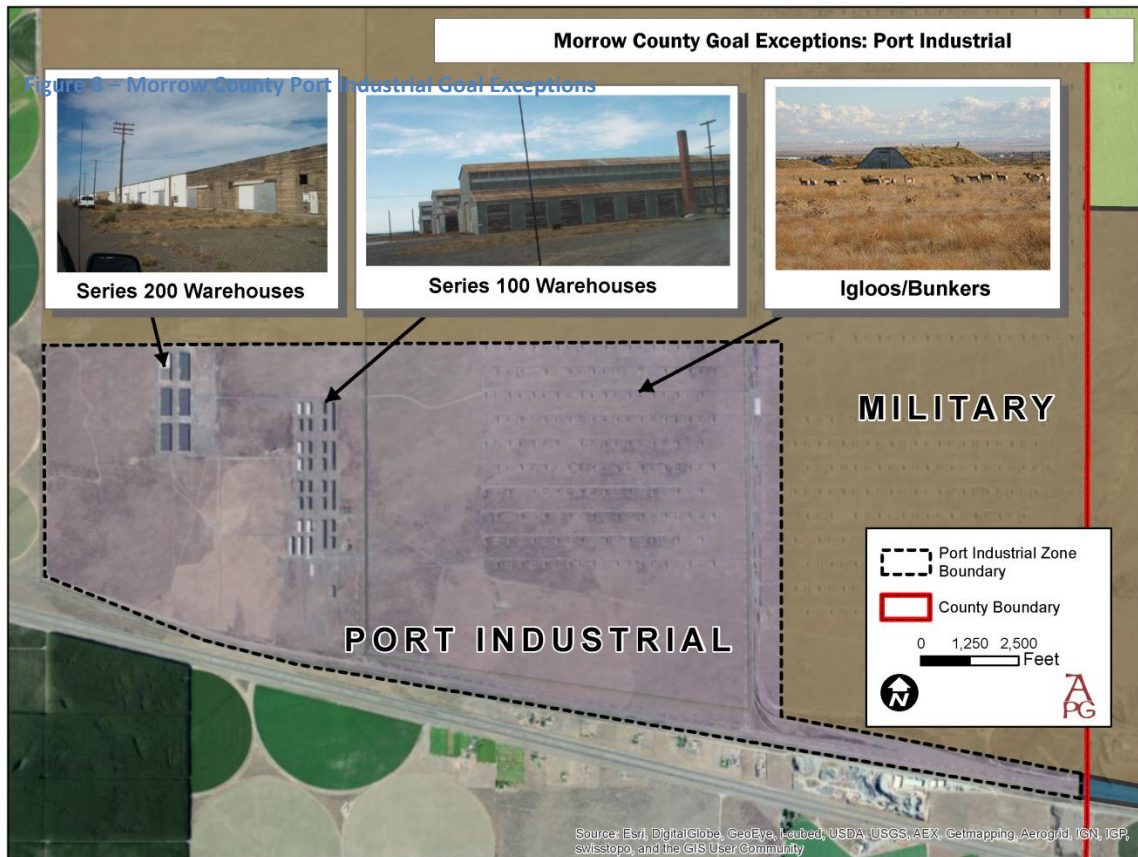 Morrow County Goal Exceptions: Port Industrial
Figure 8 – Morrow County Port Industrial Goal Exceptions
Series 200 Warehouses
Series 100 Warehouses
Igloos/Bunkers
MILITARY
PORT INDUSTRIAL
Port Industrial Zone
Boundary
County Boundary
0 1,250 2,500
Feet
N
APG
Source: Esri, DigitalGlobe, GeoEye, i-cubed, USDA, USGS, AEX, Getmapping, Aerogrid, IGN, IGP,
swisstopo, and the GIS User Community